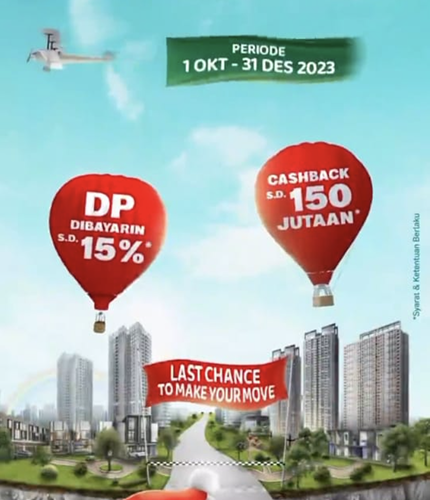 PERIODE
1 OKT - 31 DES 2023
DP
DIBAYARIN
S.D. 15%*
CASHBACK
S.D. 150
JUTAAN*
*Syarat & Ketentuan Berlaku
LAST CHANCE
TO MAKE YOUR MOVE